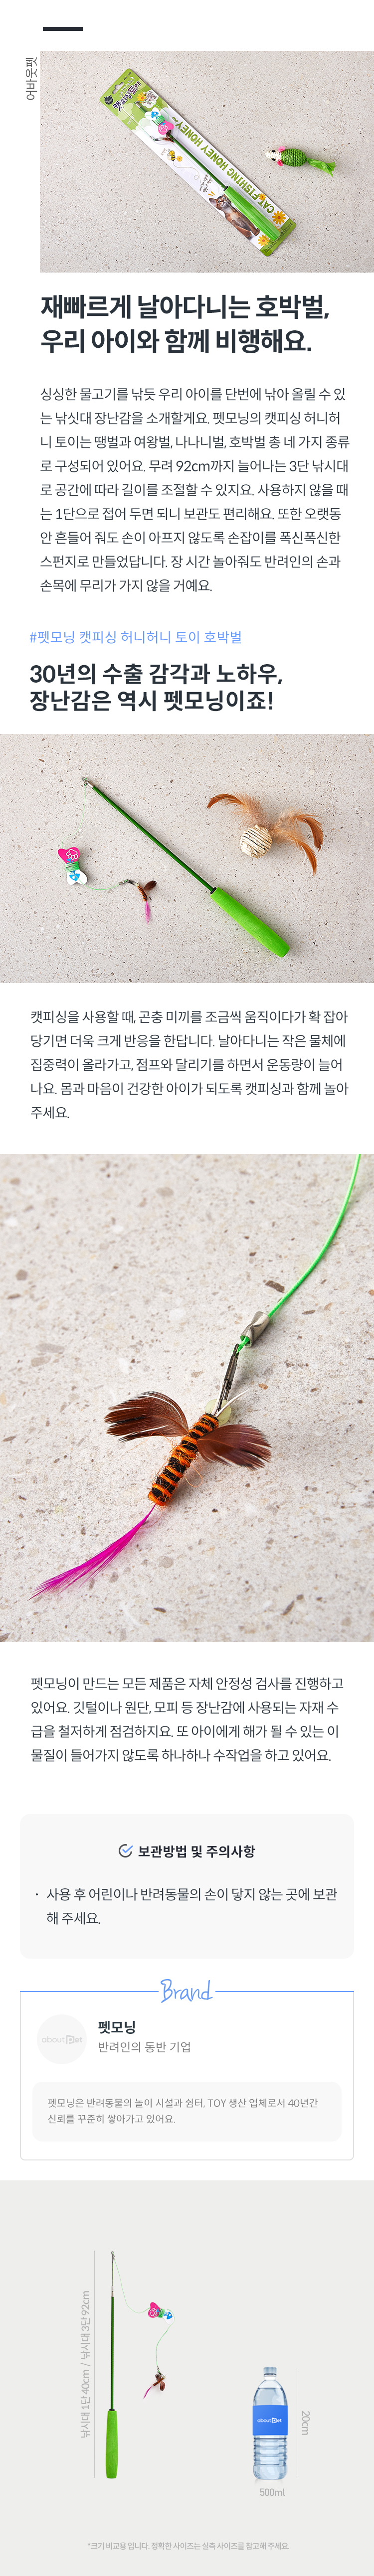 어바웃펫
캣피싱 허니허니
CAT FISHING HONEY HONEY
재빠르게 날아다니는 호박벌,
우리 아이와 함께 비행해요.
싱싱한 물고기를 낚듯 우리 아이를 단번에 낚아 올릴 수 있
는 낚싯대 장난감을 소개할게요. 펫모닝의 캣피싱 허니허
니 토이는 땡벌과 여왕벌, 나나니벌, 호박벌 총 네 가지 종류
로 구성되어 있어요. 무려 92cm까지 늘어나는 3단 낚시대
로 공간에 따라 길이를 조절할 수 있지요. 사용하지 않을 때
는 1단으로 접어 두면 되니 보관도 편리해요. 또한 오랫동
안 흔들어 줘도 손이 아프지 않도록 손잡이를 폭신폭신한
스펀지로 만들었답니다. 장 시간 놀아줘도 반려인의 손과
손목에 무리가 가지 않을 거예요.
#펫모닝 캣피싱 허니허니 토이 호박벌
30년의 수출 감각과 노하우,
장난감은 역시 펫모닝이죠!
캣피싱을 사용할 때, 곤충 미끼를 조금씩 움직이다가 확 잡아
당기면 더욱 크게 반응을 한답니다. 날아다니는 작은 물체에
집중력이 올라가고, 점프와 달리기를 하면서 운동량이 늘어
나요. 몸과 마음이 건강한 아이가 되도록 캣피싱과 함께 놀아
주세요.
펫모닝이 만드는 모든 제품은 자체 안정성 검사를 진행하고
있어요. 깃털이나 원단, 모피 등 장난감에 사용되는 자재 수
급을 철저하게 점검하지요. 또 아이에게 해가 될 수 있는 이
물질이 들어가지 않도록 하나하나 수작업을 하고 있어요.
보관방법 및 주의사항
· 사용 후 어린이나 반려동물의 손이 닿지 않는 곳에 보관
해 주세요.
Brand
aboutPet
펫모닝
반려인의 동반 기업
펫모닝은 반려동물의 놀이 시설과 쉼터, TOY 생산 업체로서 40년간
신뢰를 꾸준히 쌓아가고 있어요.
낚시대 1단 40cm / 낚시대 3단 92cm
aboutPet
20cm
500ml
*크기 비교용 입니다. 정확한 사이즈는 실측 사이즈를 참고해 주세요.